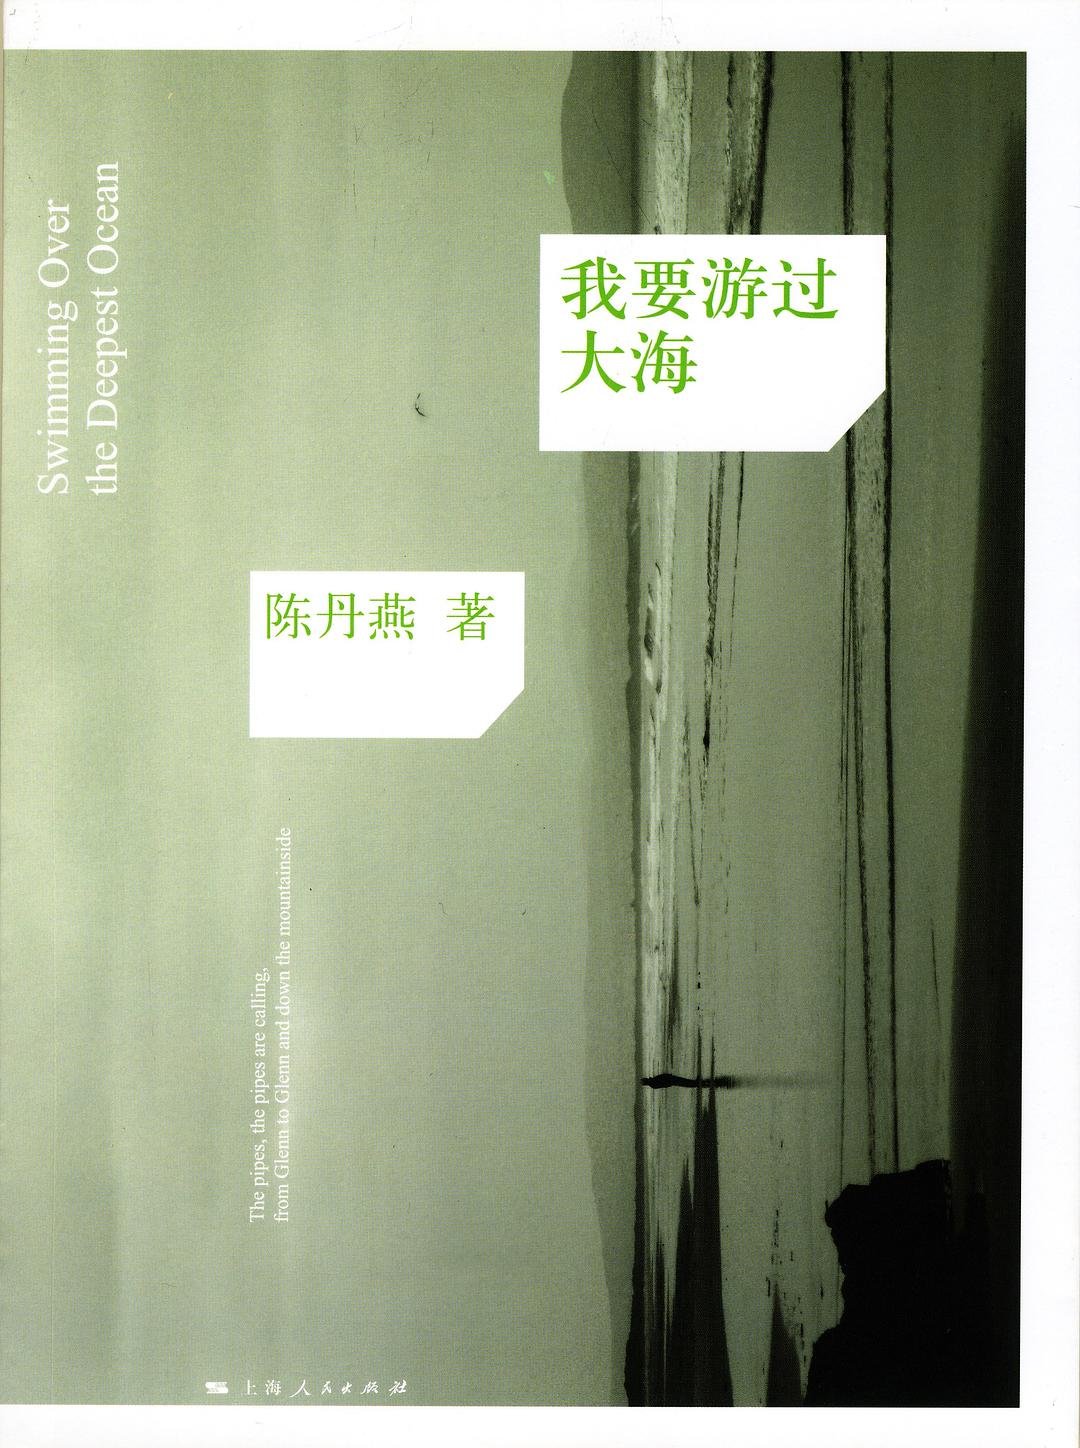 Swimming Over
the Deepest Ocean
我要游过
大海
陈丹燕 著
The pipes, the pipes are calling,
from Glenn to Glenn and down the mountainside
上海人民出版社